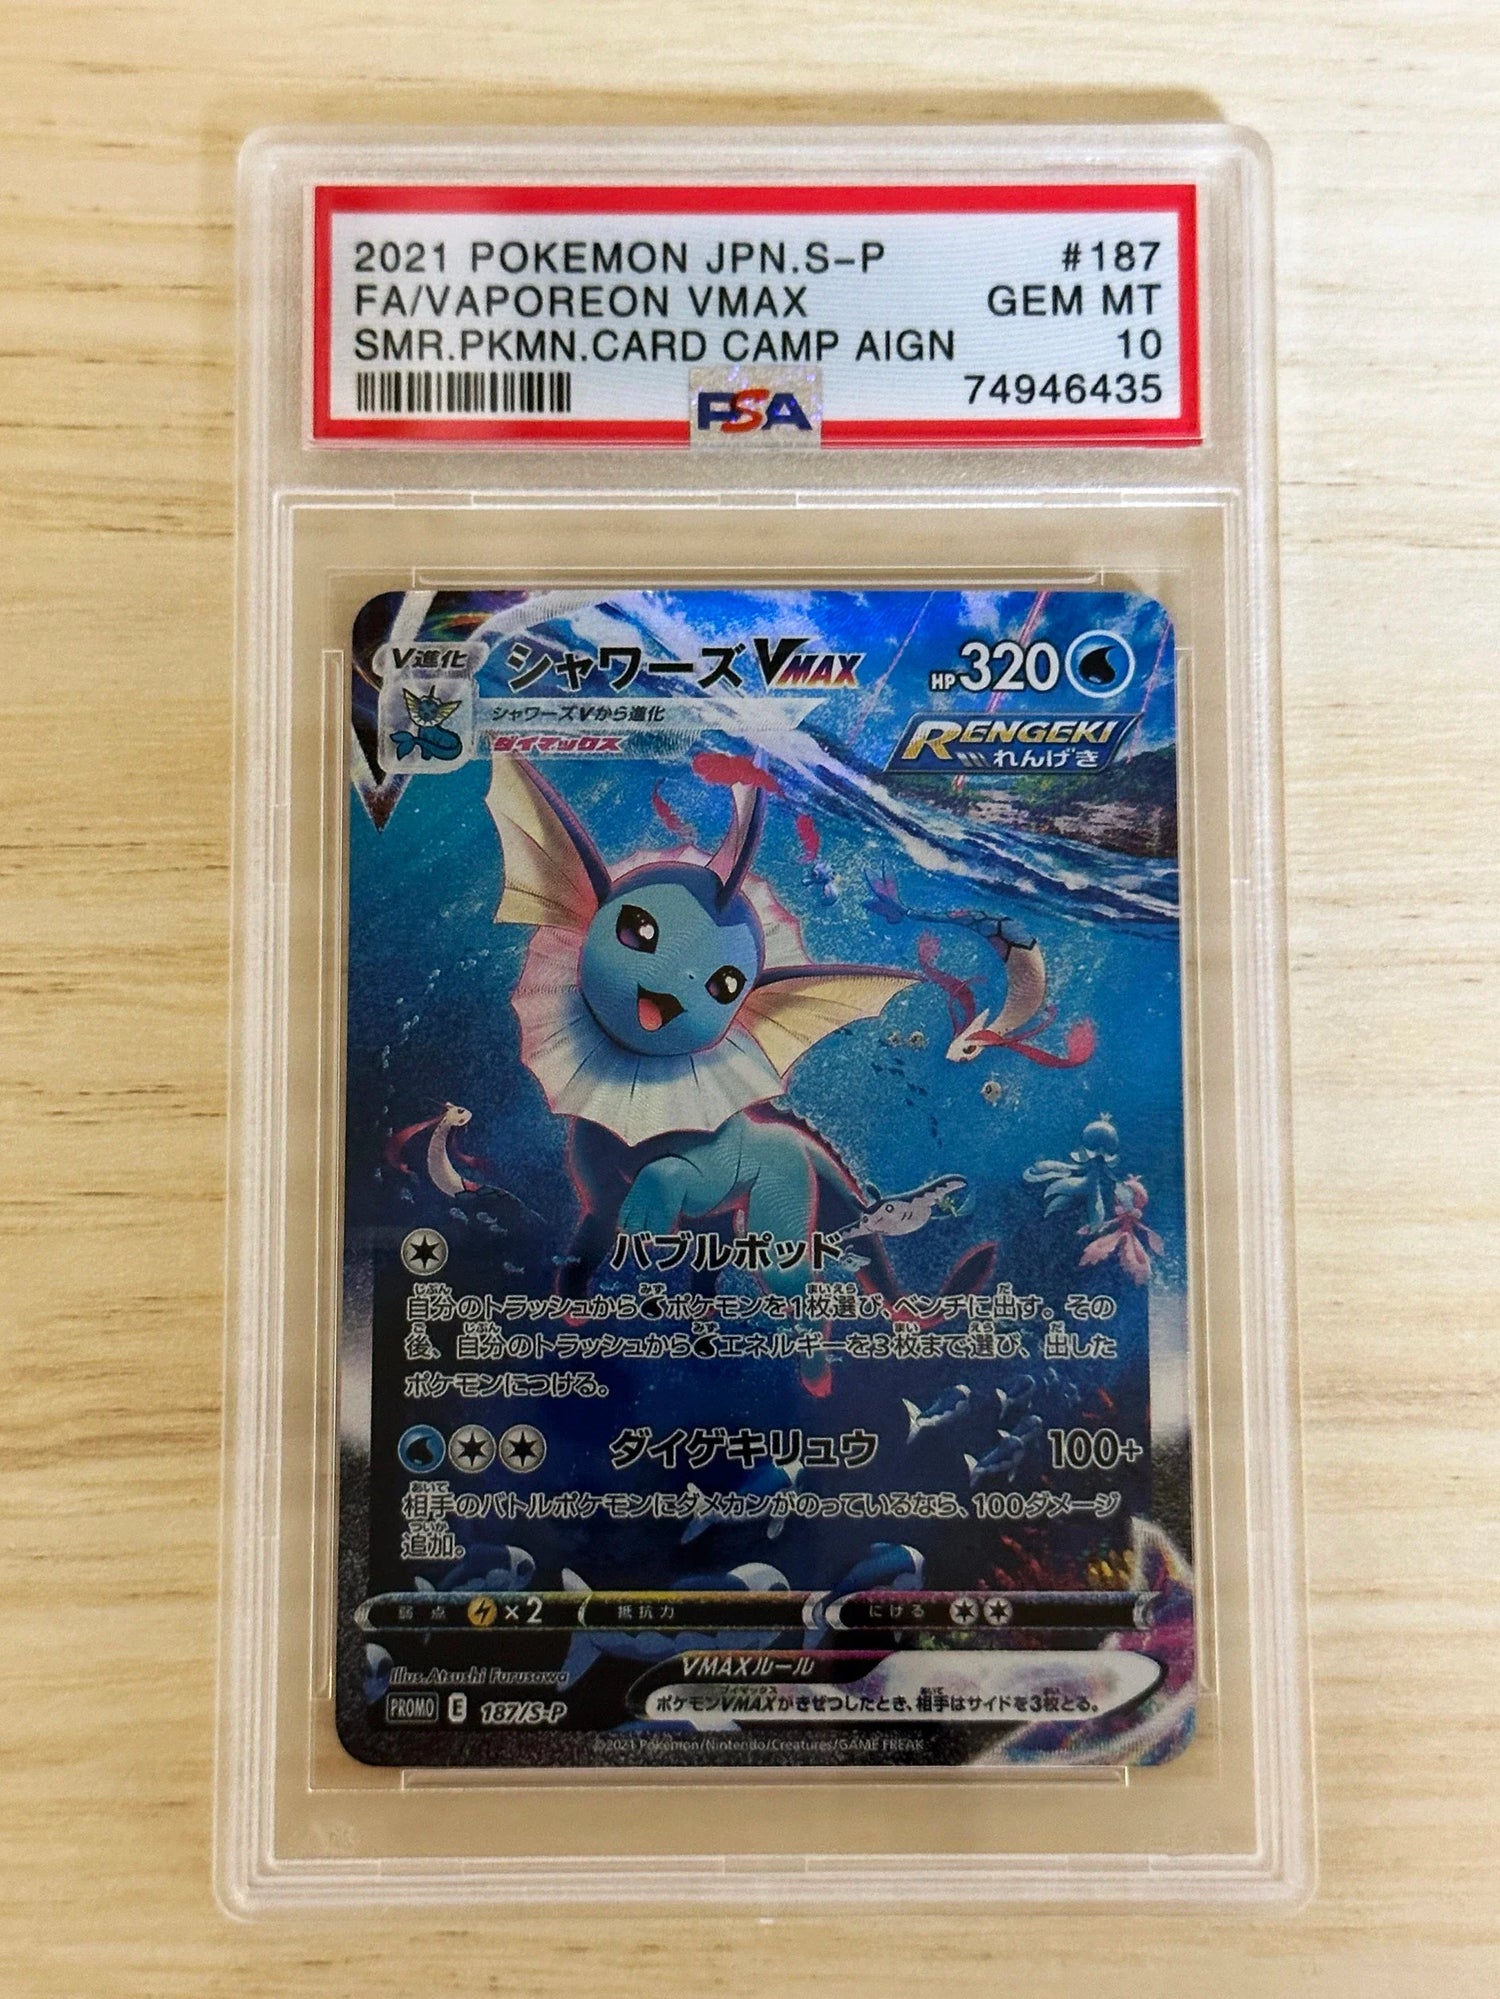 2021 POKEMON JPN.S-P #187
FA/VAPOREON VMAX GEM MT
SMR.PKMN.CARD CAMP AIGN 10
PSA 74946435
V進化 シャワーズVMAX HP320
シャワーズVから進化
ダイマックス
RENGEKI
れんげき
バブルポッド
自分のトラッシュからポケモンを1枚選び、ベンチに出す。その
後、自分のトラッシュからエネルギーを3枚まで選び、出した
ポケモンにつける。
ダイゲキリュウ 100+
相手のバトルポケモンにダメカンがのっているなら、100ダメージ
追加。
弱点 ×2 抵抗力 にげる
Illus. Atsushi Furusawa
VMAXルール
PROMO E 187/S-P ポケモンVMAXがきぜつしたとき、相手はサイドを3枚とる。
©2021 Pokémon/Nintendo/Creatures/GAME FREAK